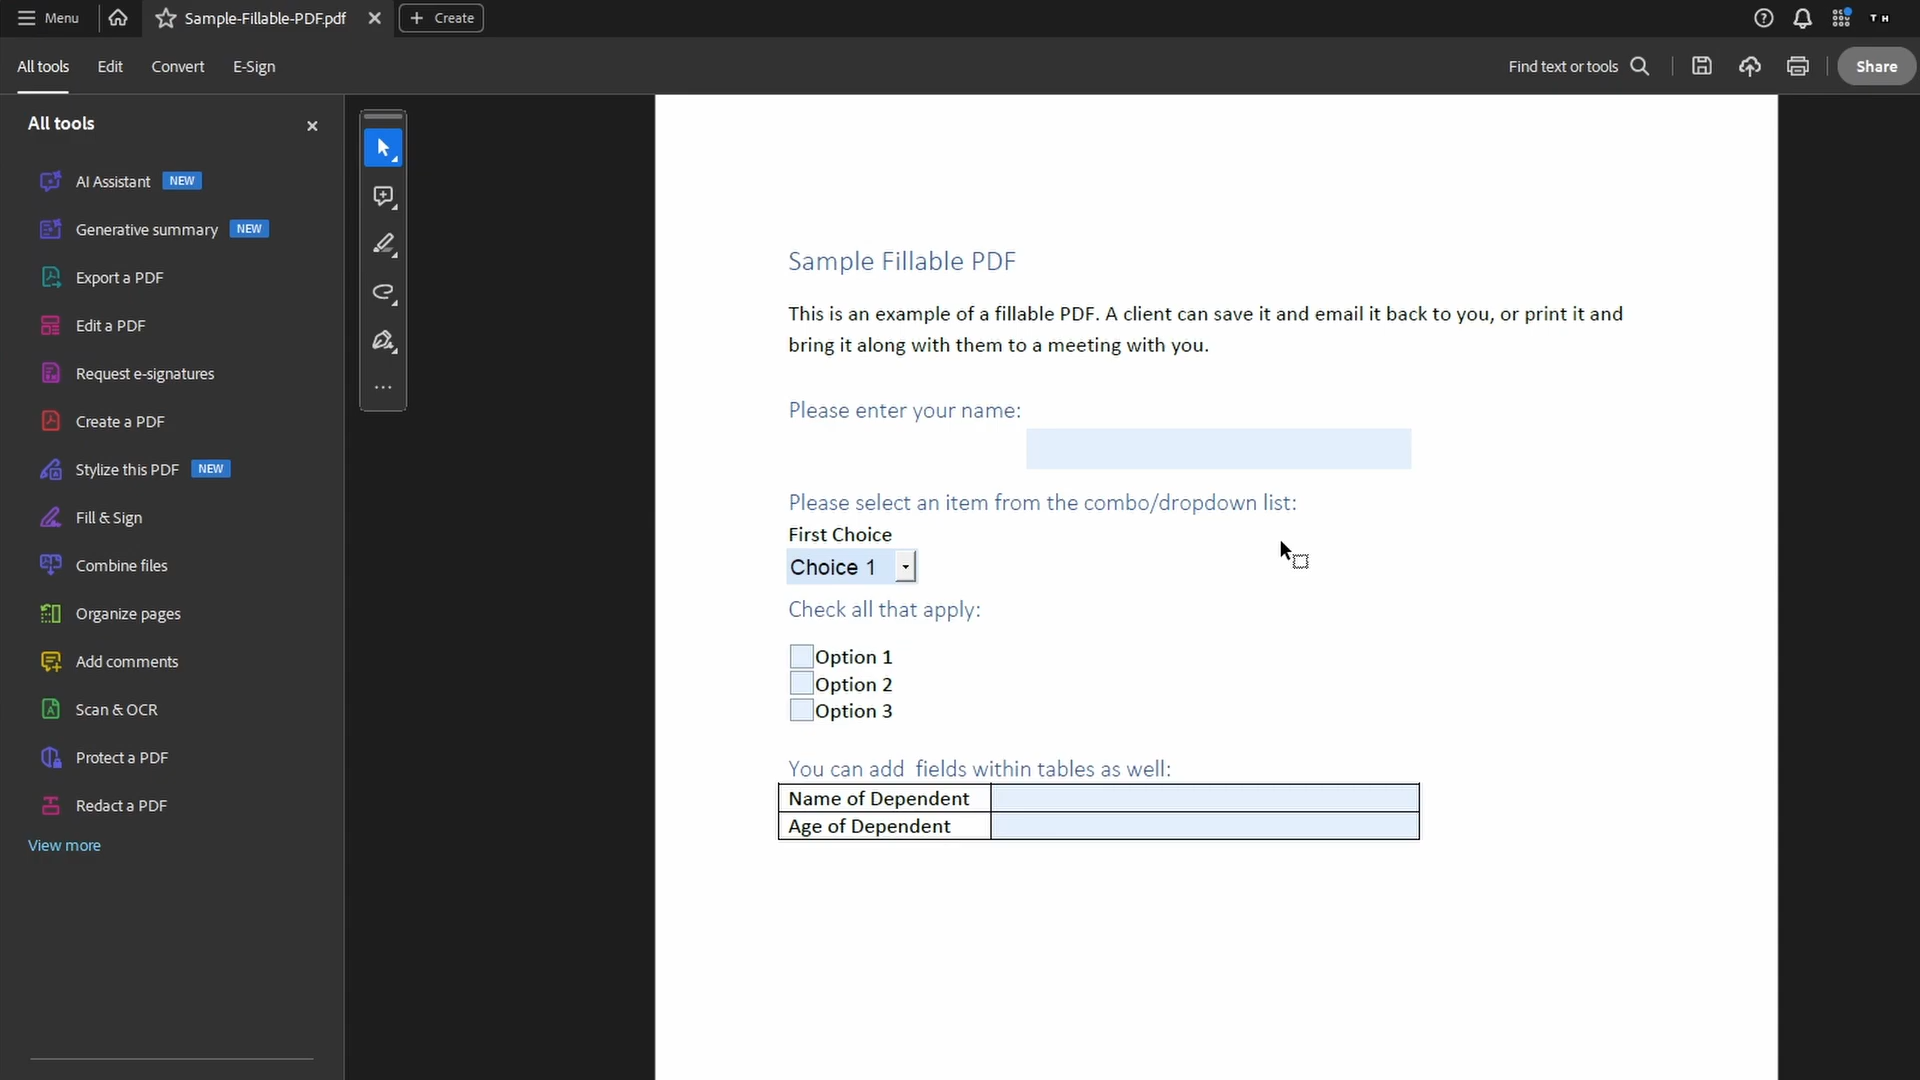 Menu
Sample-Fillable-PDF.pdf
Create
T H
All tools
Edit
Convert
E-Sign
Find text or tools
Share
All tools
AI Assistant NEW
Generative summary NEW
Export a PDF
Edit a PDF
Request e-signatures
Create a PDF
Stylize this PDF NEW
Fill & Sign
Combine files
Organize pages
Add comments
Scan & OCR
Protect a PDF
Redact a PDF
View more
Sample Fillable PDF
This is an example of a fillable PDF. A client can save it and email it back to you, or print it and
bring it along with them to a meeting with you.
Please enter your name:
Please select an item from the combo/dropdown list:
First Choice
Choice 1
Check all that apply:
Option 1
Option 2
Option 3
You can add fields within tables as well:
Name of Dependent
Age of Dependent